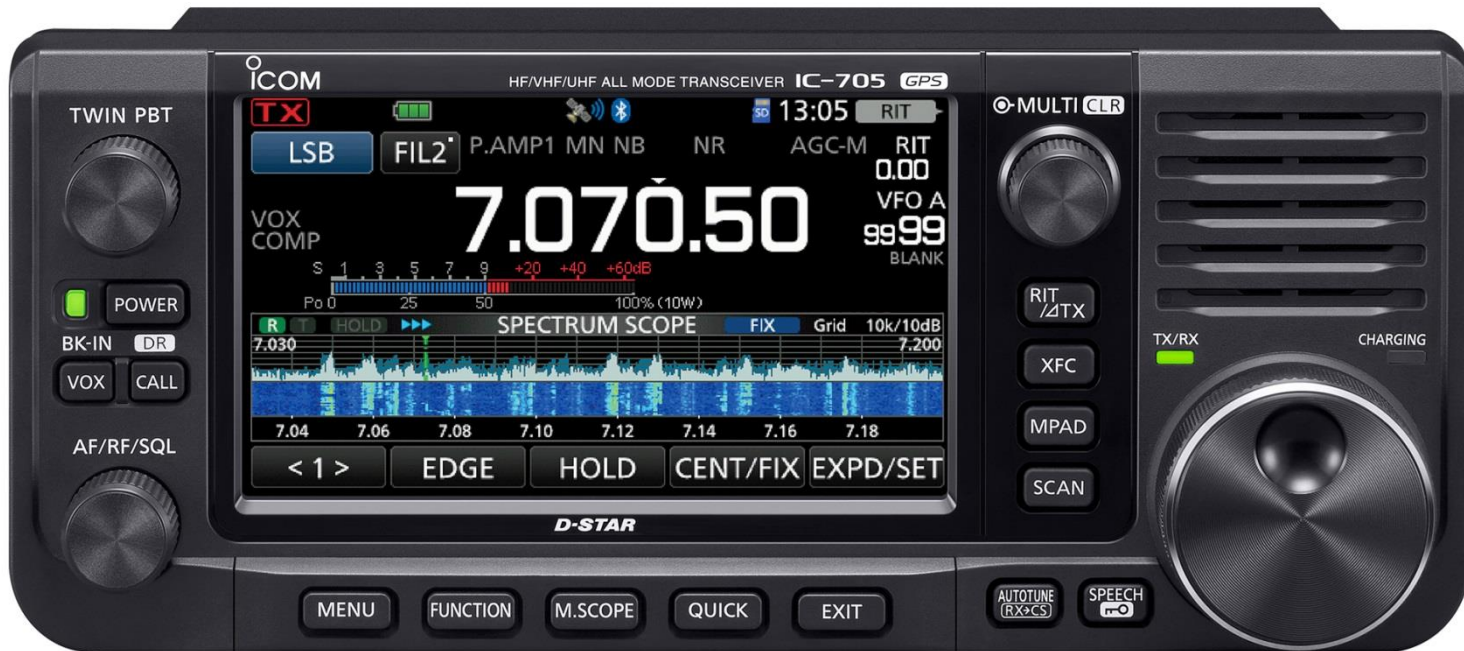 ICOM
HF/VHF/UHF ALL MODE TRANSCEIVER IC-705 GPS
TWIN PBT
TX
SD 13:05 RIT
LSB FIL2 P.AMP1 MN NB NR AGC-M RIT
0.00
7.070.50
VFO A
99 99
BLANK
VOX
COMP
S 1 3 5 7 9 +20 +40 +60dB
Po 0 25 50 100% (10W)
R T HOLD SPECTRUM SCOPE FIX Grid 10k/10dB
7.030 7.200
7.04 7.06 7.08 7.10 7.12 7.14 7.16 7.18
< 1 > EDGE HOLD CENT/FIX EXPD/SET
D-STAR
POWER
BK-IN DR
VOX CALL
AF/RF/SQL
MULTI CLR
RIT
/⊿TX
XFC
MPAD
SCAN
TX/RX CHARGING
MENU FUNCTION M.SCOPE QUICK EXIT
AUTOTUNE
RX→CS
SPEECH